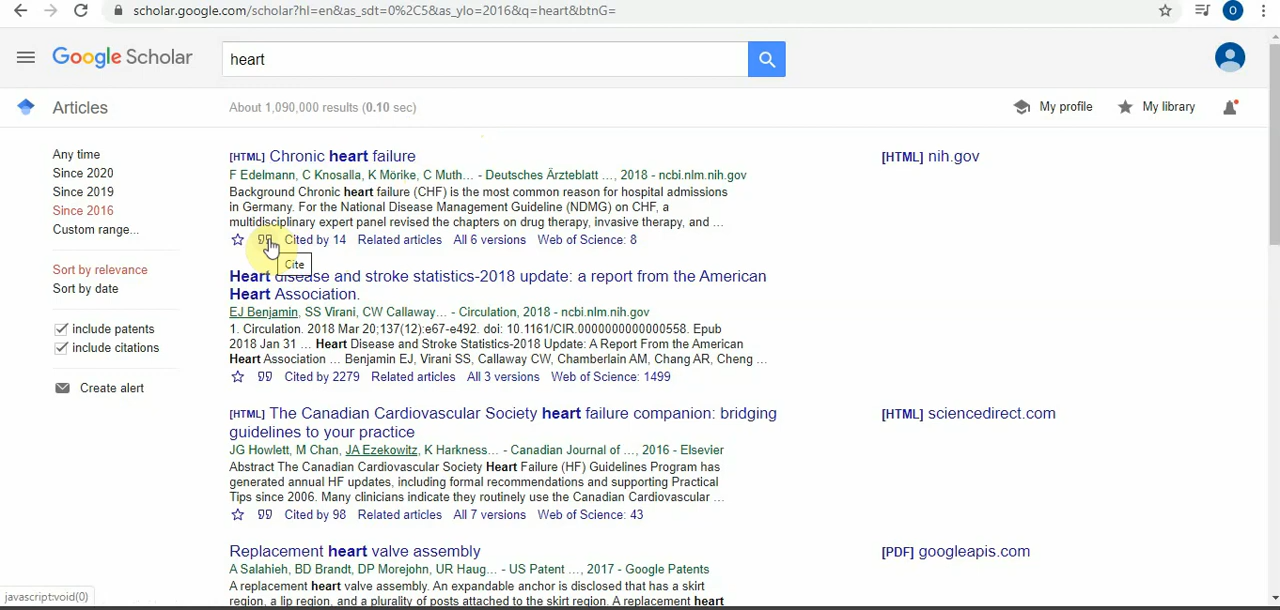 scholar.google.com/scholar?hl=en&as_sdt=0%2C5&as_ylo=2016&q=heart&btnG=
O
Google Scholar
heart
Articles
About 1,090,000 results (0.10 sec)
My profile
My library
Any time
Since 2020
Since 2019
Since 2016
Custom range...
Sort by relevance
Sort by date
include patents
include citations
Create alert
[HTML] Chronic heart failure
F Edelmann, C Knosalla, K Mörike, C Muth... - Deutsches Ärzteblatt ..., 2018 - ncbi.nlm.nih.gov
Background Chronic heart failure (CHF) is the most common reason for hospital admissions
in Germany. For the National Disease Management Guideline (NDMG) on CHF, a
multidisciplinary expert panel revised the chapters on drug therapy, invasive therapy, and ...
Cited by 14 Related articles All 6 versions Web of Science: 8
Cite
[HTML] nih.gov
Heart disease and stroke statistics-2018 update: a report from the American
Heart Association.
EJ Benjamin, SS Virani, CW Callaway... - Circulation, 2018 - ncbi.nlm.nih.gov
1. Circulation. 2018 Mar 20;137(12):e67-e492. doi: 10.1161/CIR.0000000000000558. Epub
2018 Jan 31 ... Heart Disease and Stroke Statistics-2018 Update: A Report From the American
Heart Association ... Benjamin EJ, Virani SS, Callaway CW, Chamberlain AM, Chang AR, Cheng ...
Cited by 2279 Related articles All 3 versions Web of Science: 1499
[HTML] The Canadian Cardiovascular Society heart failure companion: bridging
guidelines to your practice
JG Howlett, M Chan, JA Ezekowitz, K Harkness... - Canadian Journal of ..., 2016 - Elsevier
Abstract The Canadian Cardiovascular Society Heart Failure (HF) Guidelines Program has
generated annual HF updates, including formal recommendations and supporting Practical
Tips since 2006. Many clinicians indicate they routinely use the Canadian Cardiovascular ...
Cited by 98 Related articles All 7 versions Web of Science: 43
[HTML] sciencedirect.com
Replacement heart valve assembly
A Salahieh, BD Brandt, DP Morejohn, UR Haug... - US Patent ..., 2017 - Google Patents
A replacement heart valve assembly. An expandable anchor is disclosed that has a skirt
region, a lip region, and a plurality of posts attached to the skirt region. A replacement heart
[PDF] googleapis.com
javascript:void(0)